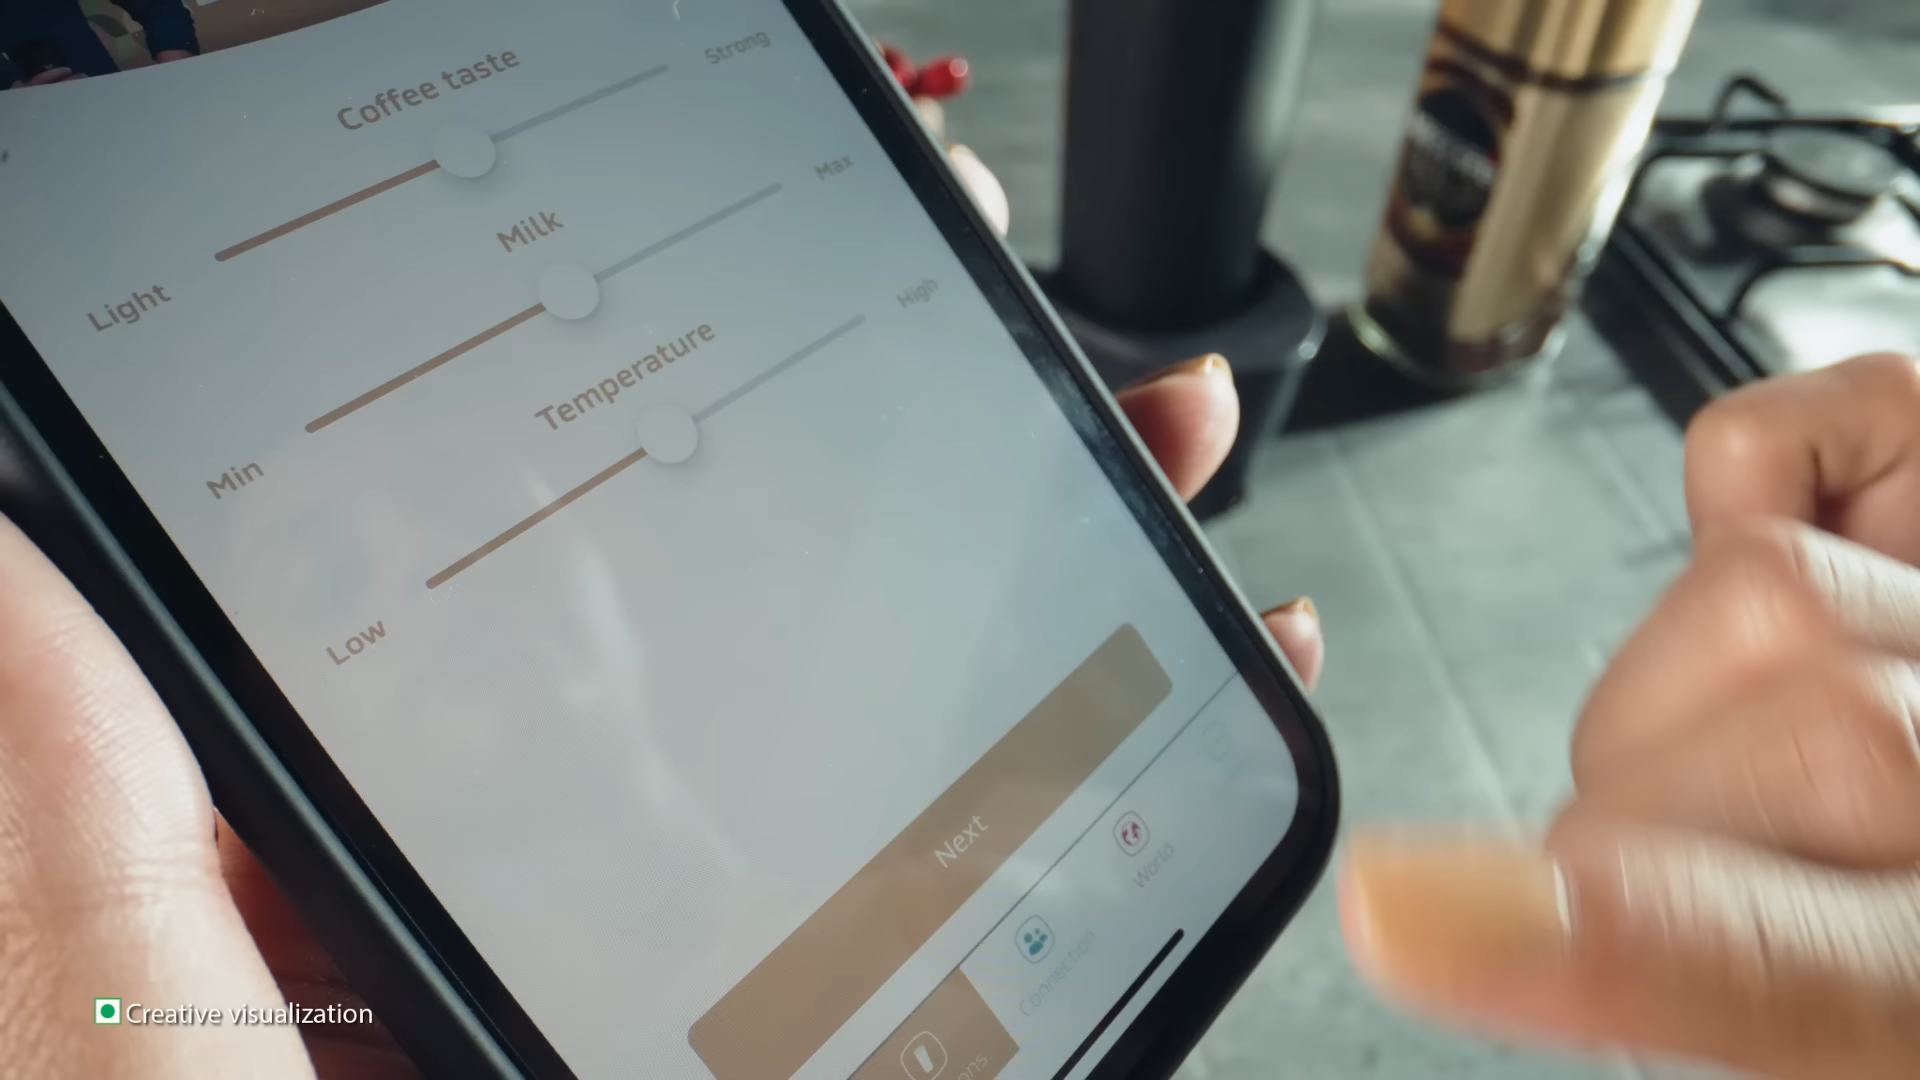 Coffee taste
Light
Strong
Milk
Min
Max
Temperature
Low
High
Next
World
Connection
Creative visualization